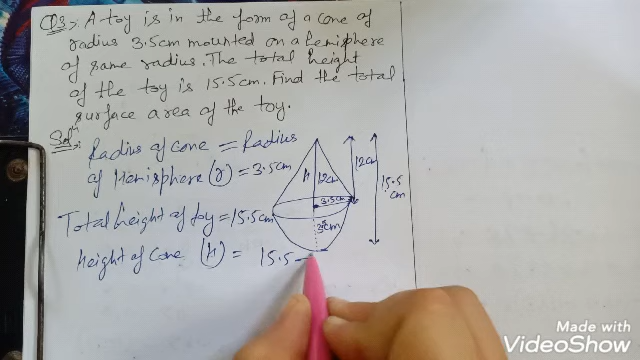 Q3:- A toy is in the form of a cone of
radius 3.5cm mounted on a hemisphere
of same radius. The total height
of the toy is 15.5cm. Find the total
surface area of the toy.
Solⁿ:-
Radius of cone = Radius
of Hemisphere (r) = 3.5cm
Total height of toy = 15.5cm
Height of cone (h) = 15.5 -
h
12cm
3.5cm
3.5cm
12cm
15.5
cm
Made with
VideoShow